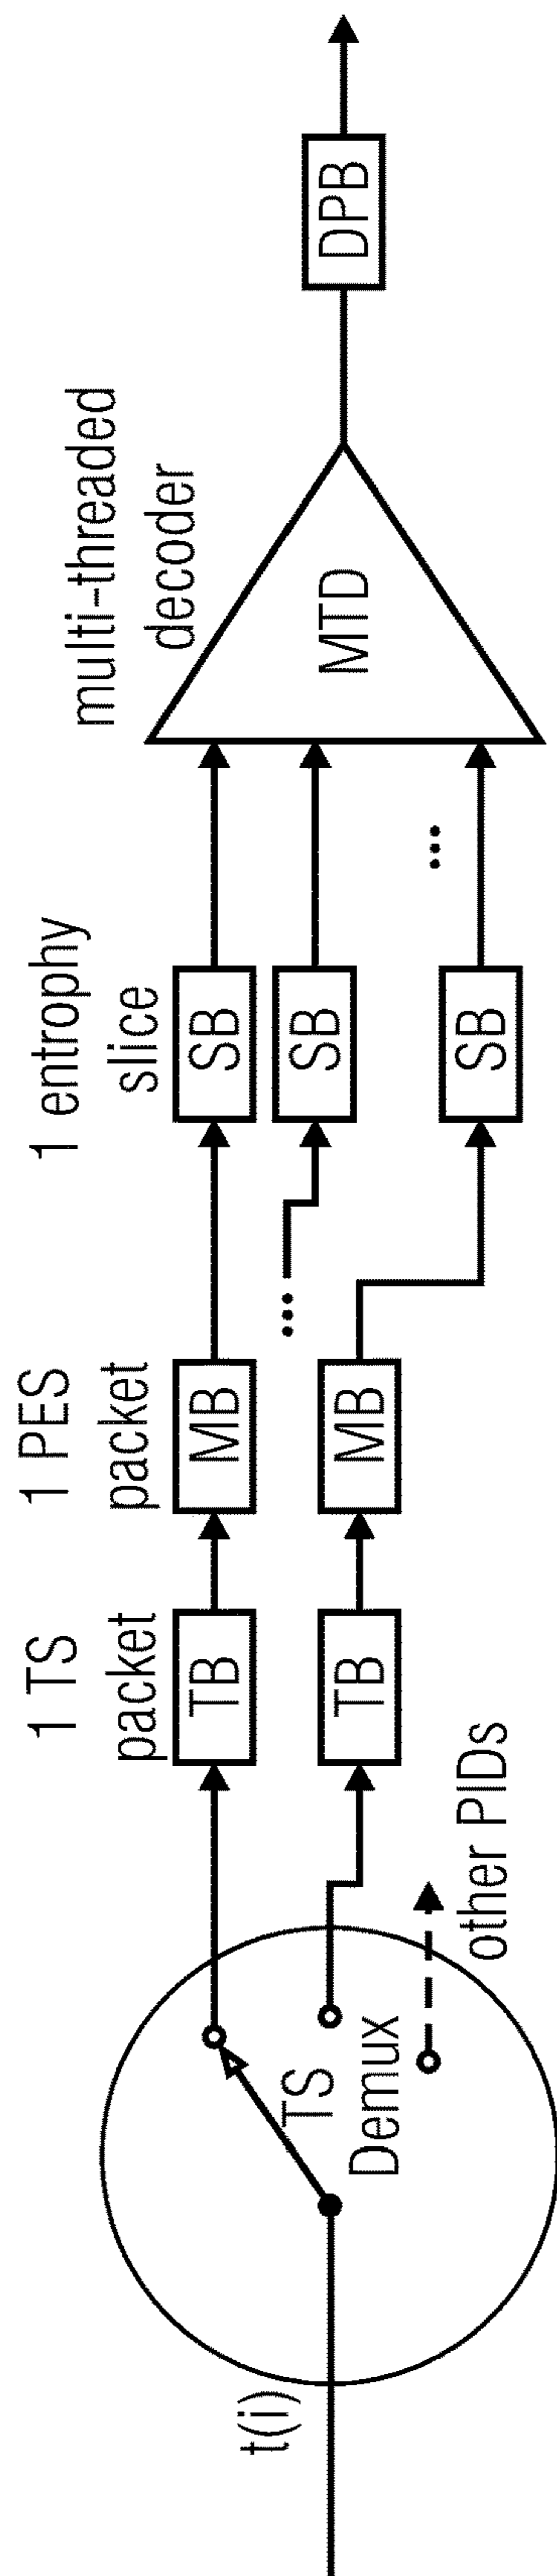 t(i)
TS
Demux
other PIDs
1 TS
packet
TB
TB
1 PES
packet
MB
MB
...
1 entrophy
slice
SB
SB
SB
...
multi-threaded
decoder
MTD
DPB